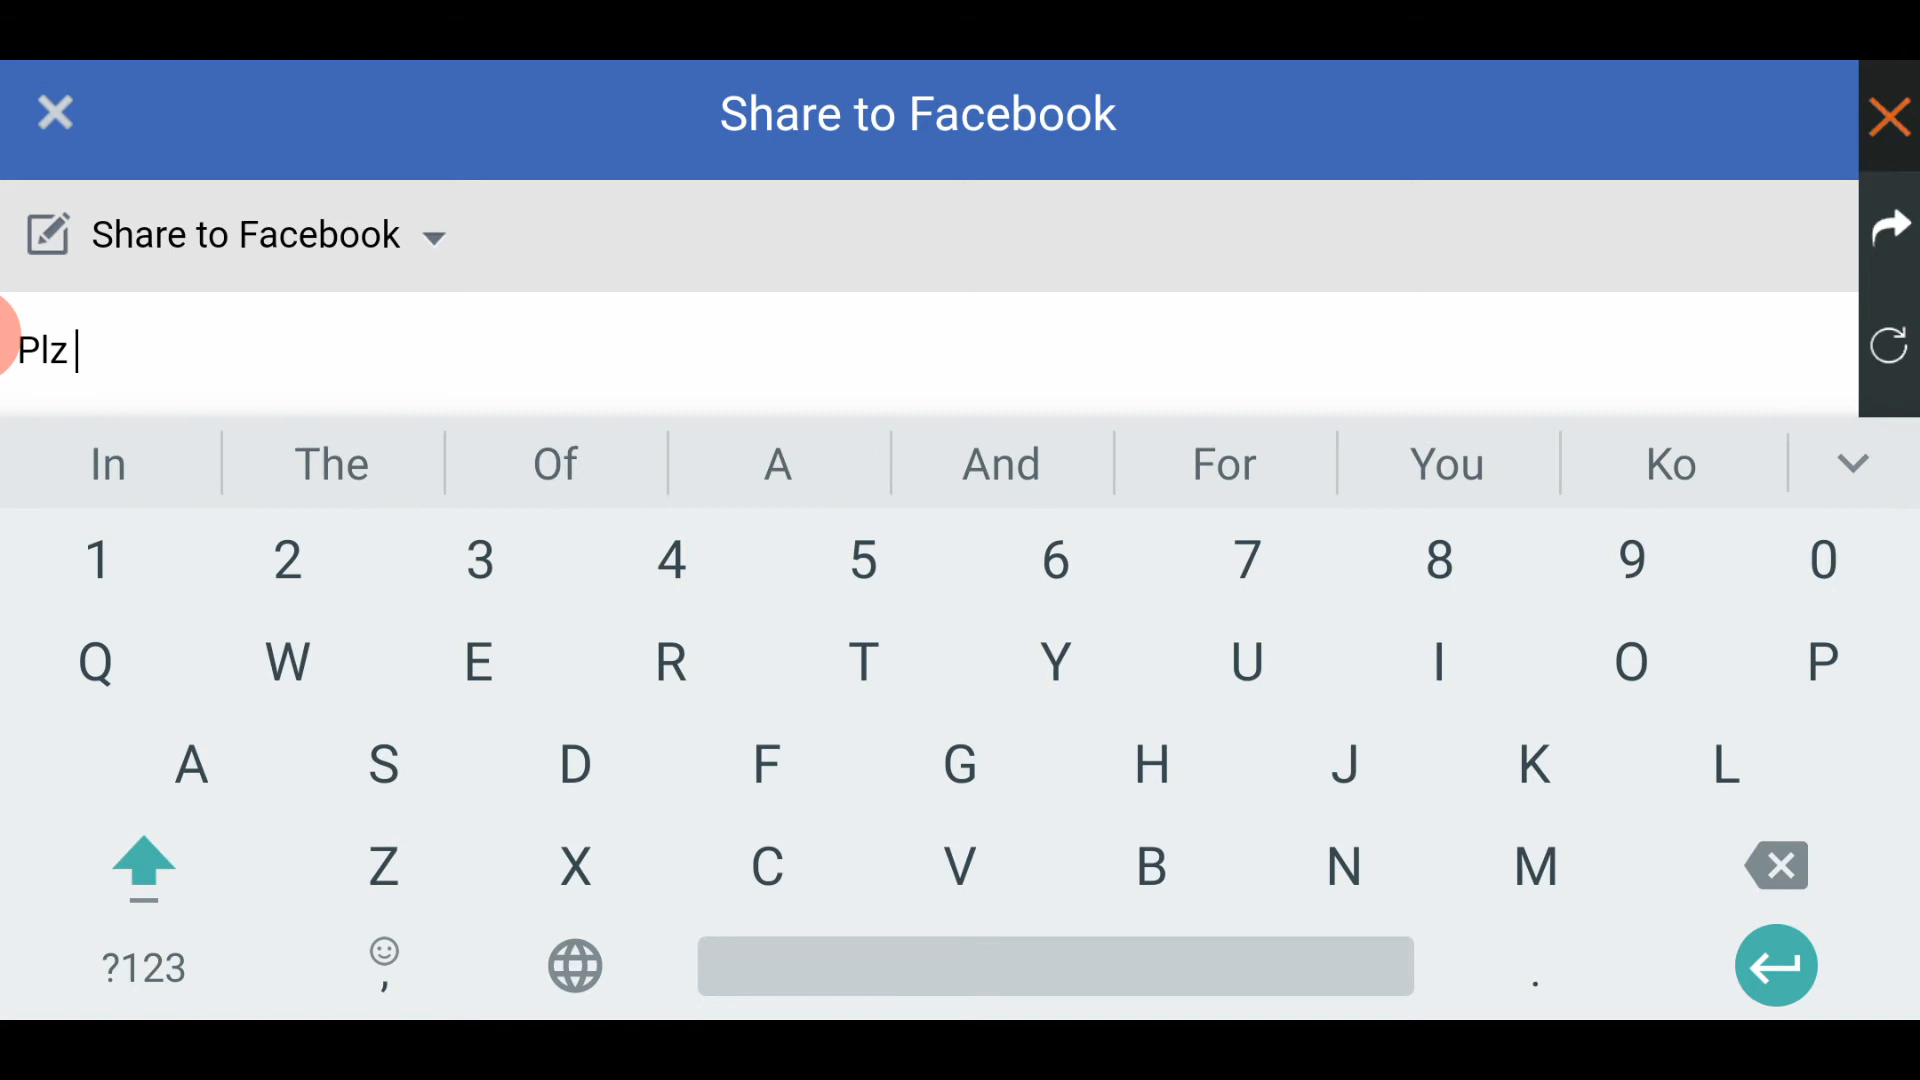 Share to Facebook
Share to Facebook
Plz
In The Of A And For You Ko
1 2 3 4 5 6 7 8 9 0
Q W E R T Y U I O P
A S D F G H J K L
Z X C V B N M
?123 , .